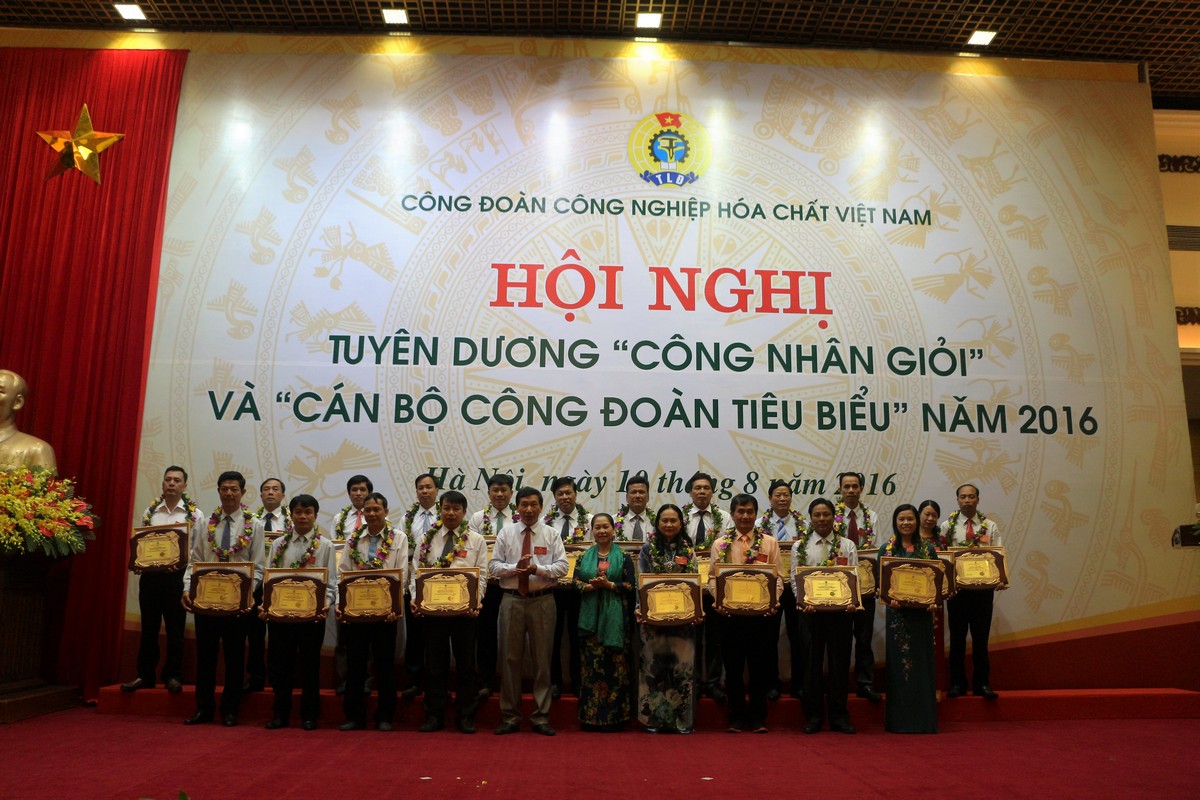 TLĐ
CÔNG ĐOÀN CÔNG NGHIỆP HÓA CHẤT VIỆT NAM
HỘI NGHỊ
TUYÊN DƯƠNG “CÔNG NHÂN GIỎI”
VÀ “CÁN BỘ CÔNG ĐOÀN TIÊU BIỂU” NĂM 2016
Hà Nội, ngày 19 tháng 8 năm 2016